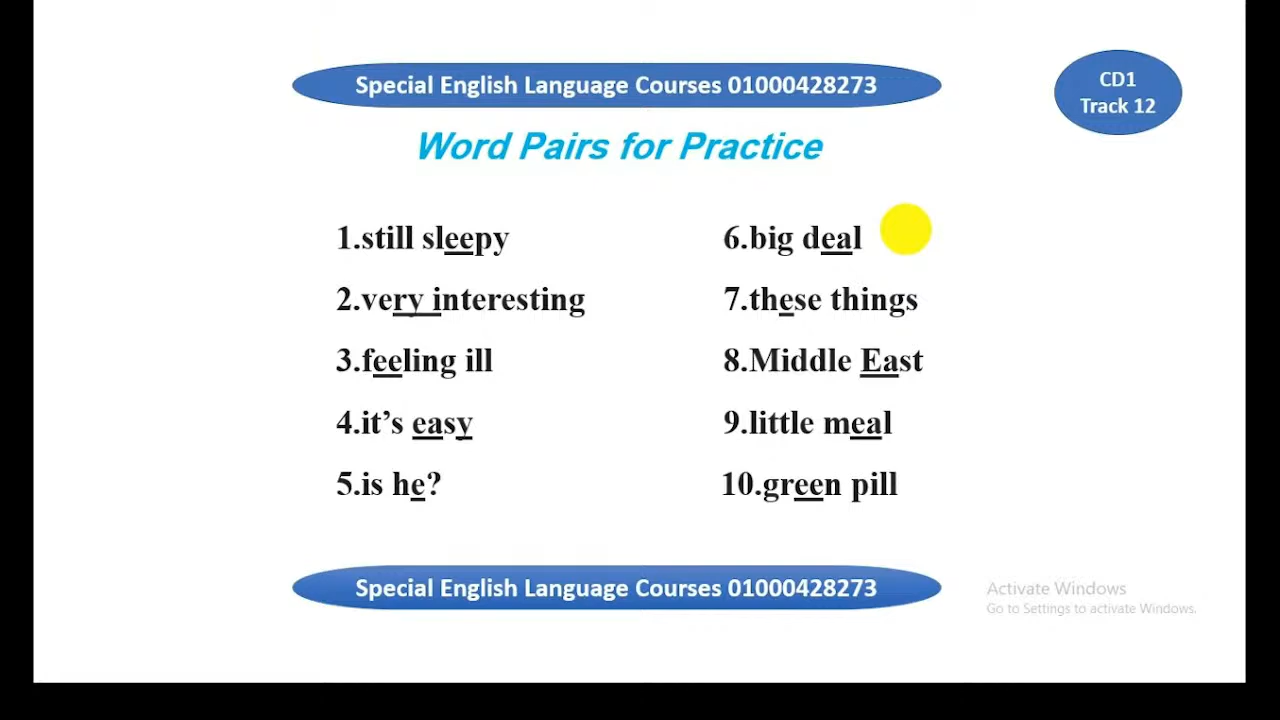 Special English Language Courses 01000428273
CD1
Track 12
Word Pairs for Practice
1.still sleepy
2.very interesting
3.feeling ill
4.it’s easy
5.is he?
6.big deal
7.these things
8.Middle East
9.little meal
10.green pill
Special English Language Courses 01000428273
Activate Windows
Go to Settings to activate Windows.